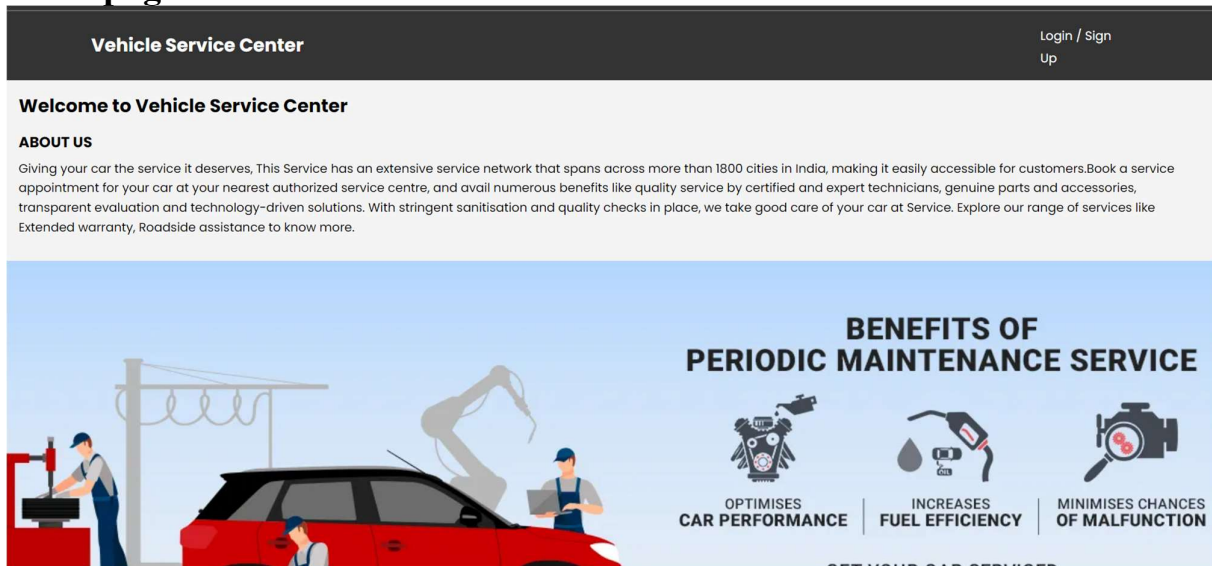 Vehicle Service Center
Login / Sign
Up
Welcome to Vehicle Service Center
ABOUT US
Giving your car the service it deserves, This Service has an extensive service network that spans across more than 1800 cities in India, making it easily accessible for customers.Book a service
appointment for your car at your nearest authorized service centre, and avail numerous benefits like quality service by certified and expert technicians, genuine parts and accessories,
transparent evaluation and technology-driven solutions. With stringent sanitisation and quality checks in place, we take good care of your car at Service. Explore our range of services like
Extended warranty, Roadside assistance to know more.
BENEFITS OF
PERIODIC MAINTENANCE SERVICE
OIL
OPTIMISES
CAR PERFORMANCE
INCREASES
FUEL EFFICIENCY
MINIMISES CHANCES
OF MALFUNCTION
GET YOUR CAR SERVICED